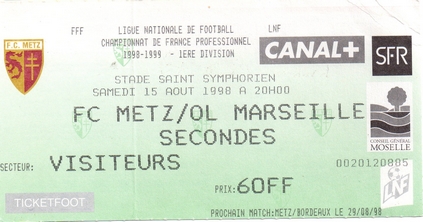 F.C. METZ
FFF
LIGUE NATIONALE DE FOOTBALL
LNF
CHAMPIONNAT DE FRANCE PROFESSIONNEL
1998-1999 - 1ERE DIVISION
CANAL+
SFR
STADE SAINT SYMPHORIEN
SAMEDI 15 AOUT 1998 A 20H00
FC METZ/OL MARSEILLE
SECONDES
CONSEIL GÉNÉRAL
MOSELLE
SECTEUR: VISITEURS
0020120885
TICKETFOOT
PRIX:60FF
LNF
PROCHAIN MATCH:METZ/BORDEAUX LE 29/08/98